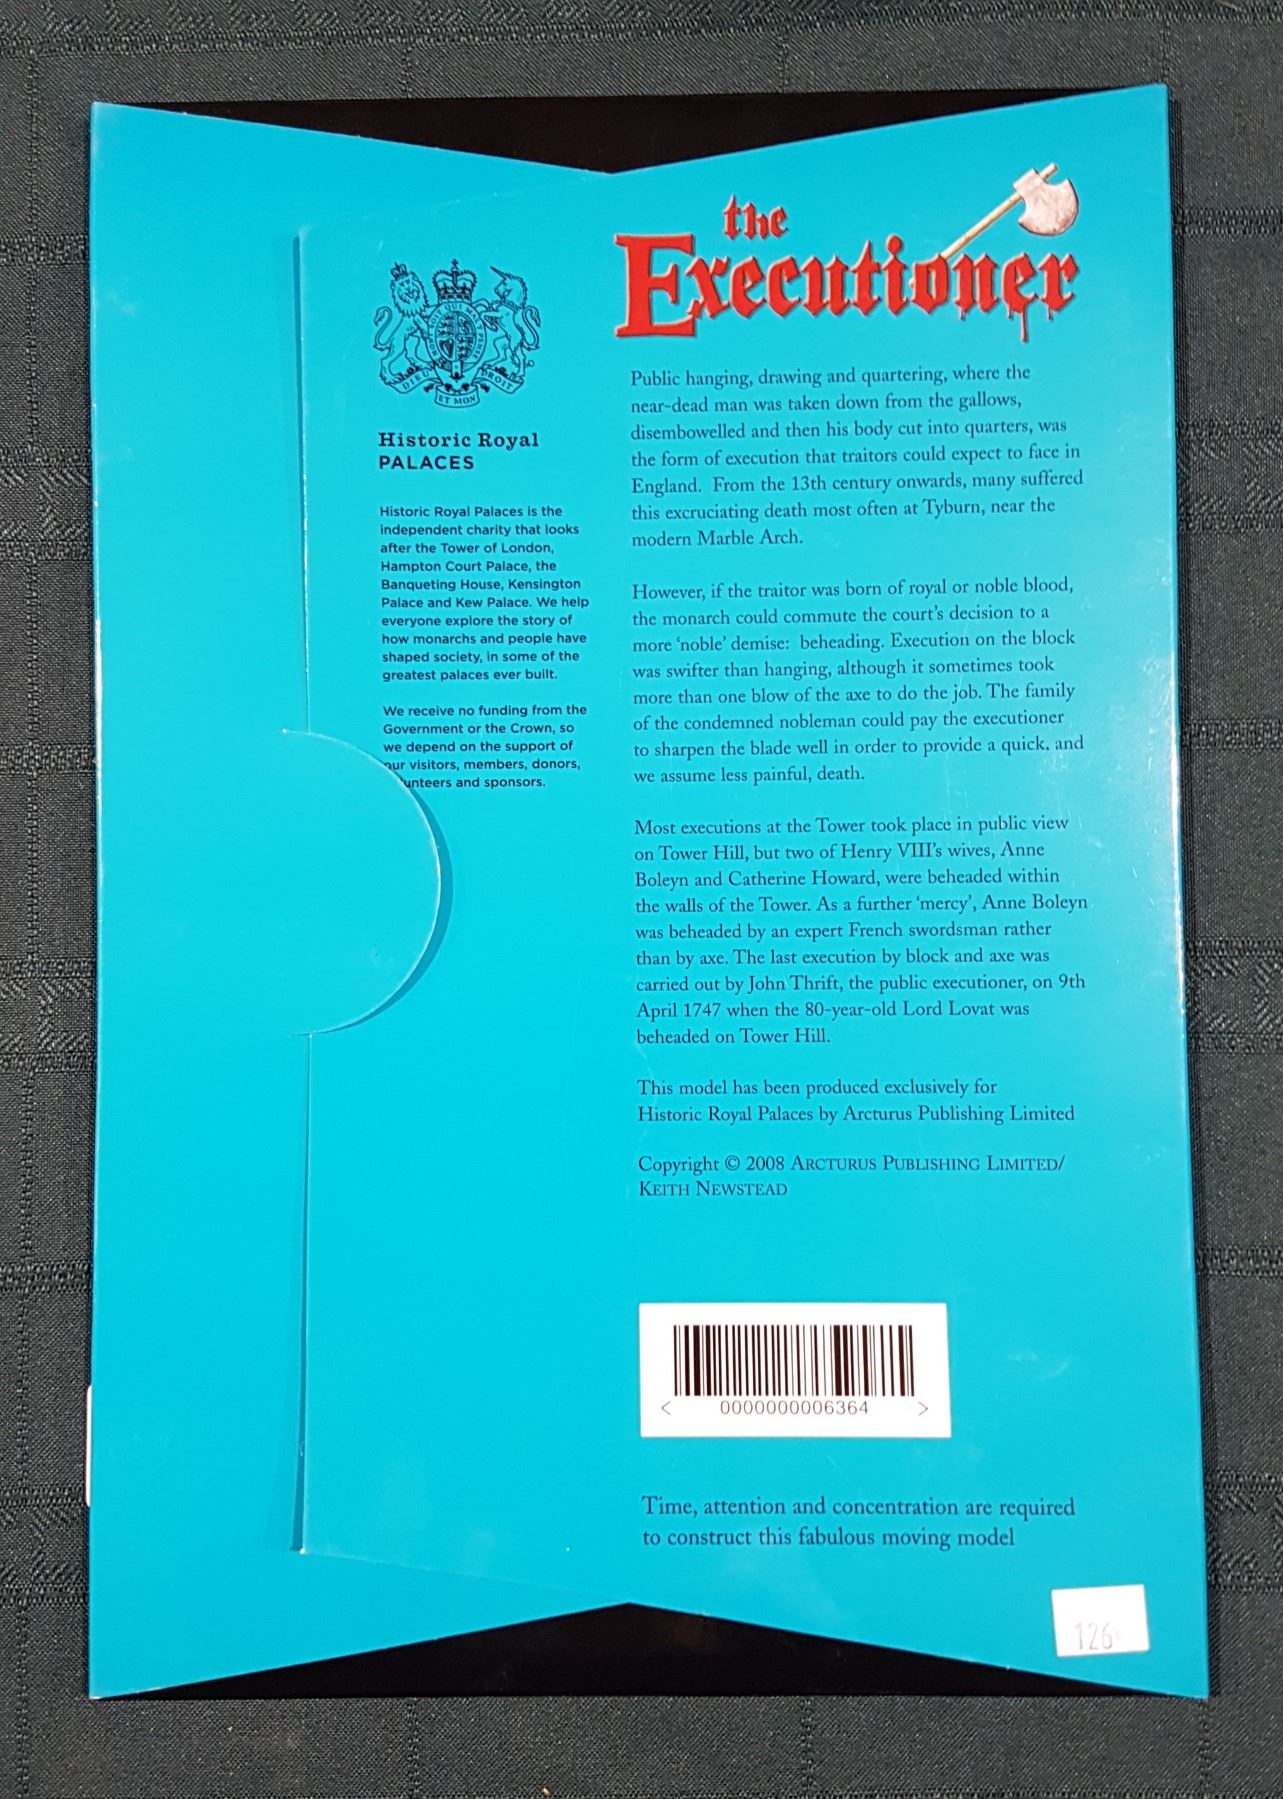 the
Executioner
Public hanging, drawing and quartering, where the
near-dead man was taken down from the gallows,
disembowelled and then his body cut into quarters, was
the form of execution that traitors could expect to face in
England. From the 13th century onwards, many suffered
this excruciating death most often at Tyburn, near the
modern Marble Arch.
However, if the traitor was born of royal or noble blood,
the monarch could commute the court's decision to a
more 'noble' demise: beheading. Execution on the block
was swifter than hanging, although it sometimes took
more than one blow of the axe to do the job. The family
of the condemned nobleman could pay the executioner
to sharpen the blade well in order to provide a quick, and
we assume less painful, death.
Most executions at the Tower took place in public view
on Tower Hill, but two of Henry VIII's wives, Anne
Boleyn and Catherine Howard, were beheaded within
the walls of the Tower. As a further 'mercy', Anne Boleyn
was beheaded by an expert French swordsman rather
than by axe. The last execution by block and axe was
carried out by John Thrift, the public executioner, on 9th
April 1747 when the 80-year-old Lord Lovat was
beheaded on Tower Hill.
This model has been produced exclusively for
Historic Royal Palaces by Arcturus Publishing Limited
Copyright © 2008 ARCTURUS PUBLISHING LIMITED/
KEITH NEWSTEAD
< 0000000006364 >
Time, attention and concentration are required
to construct this fabulous moving model
126
DIEU ET MON DROIT
Historic Royal
PALACES
Historic Royal Palaces is the
independent charity that looks
after the Tower of London,
Hampton Court Palace, the
Banqueting House, Kensington
Palace and Kew Palace. We help
everyone explore the story of
how monarchs and people have
shaped society, in some of the
greatest palaces ever built.
We receive no funding from the
Government or the Crown, so
we depend on the support of
our visitors, members, donors,
unteers and sponsors.